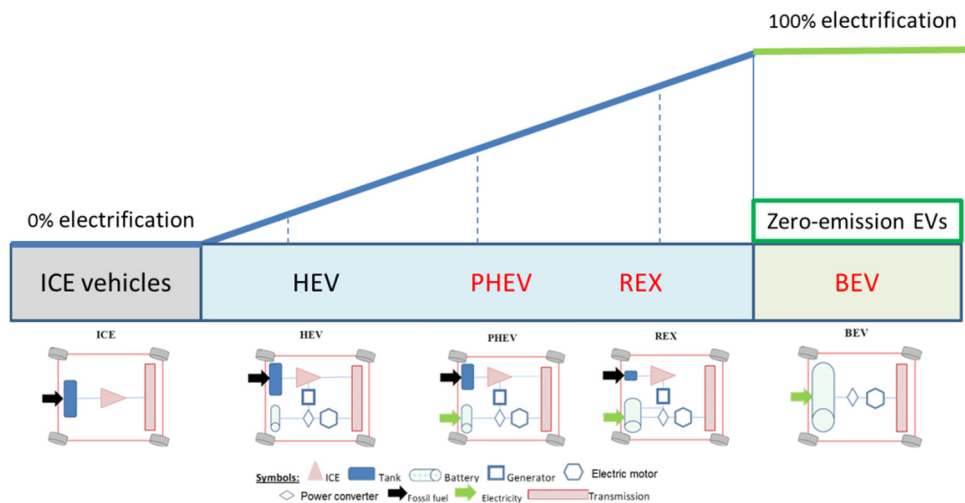 100% electrification
0% electrification
Zero-emission EVs
ICE vehicles
HEV
PHEV
REX
BEV
ICE
HEV
PHEV
REX
BEV
Symbols: ICE Tank Battery Generator Electric motor
Power converter Fossil fuel Electricity Transmission